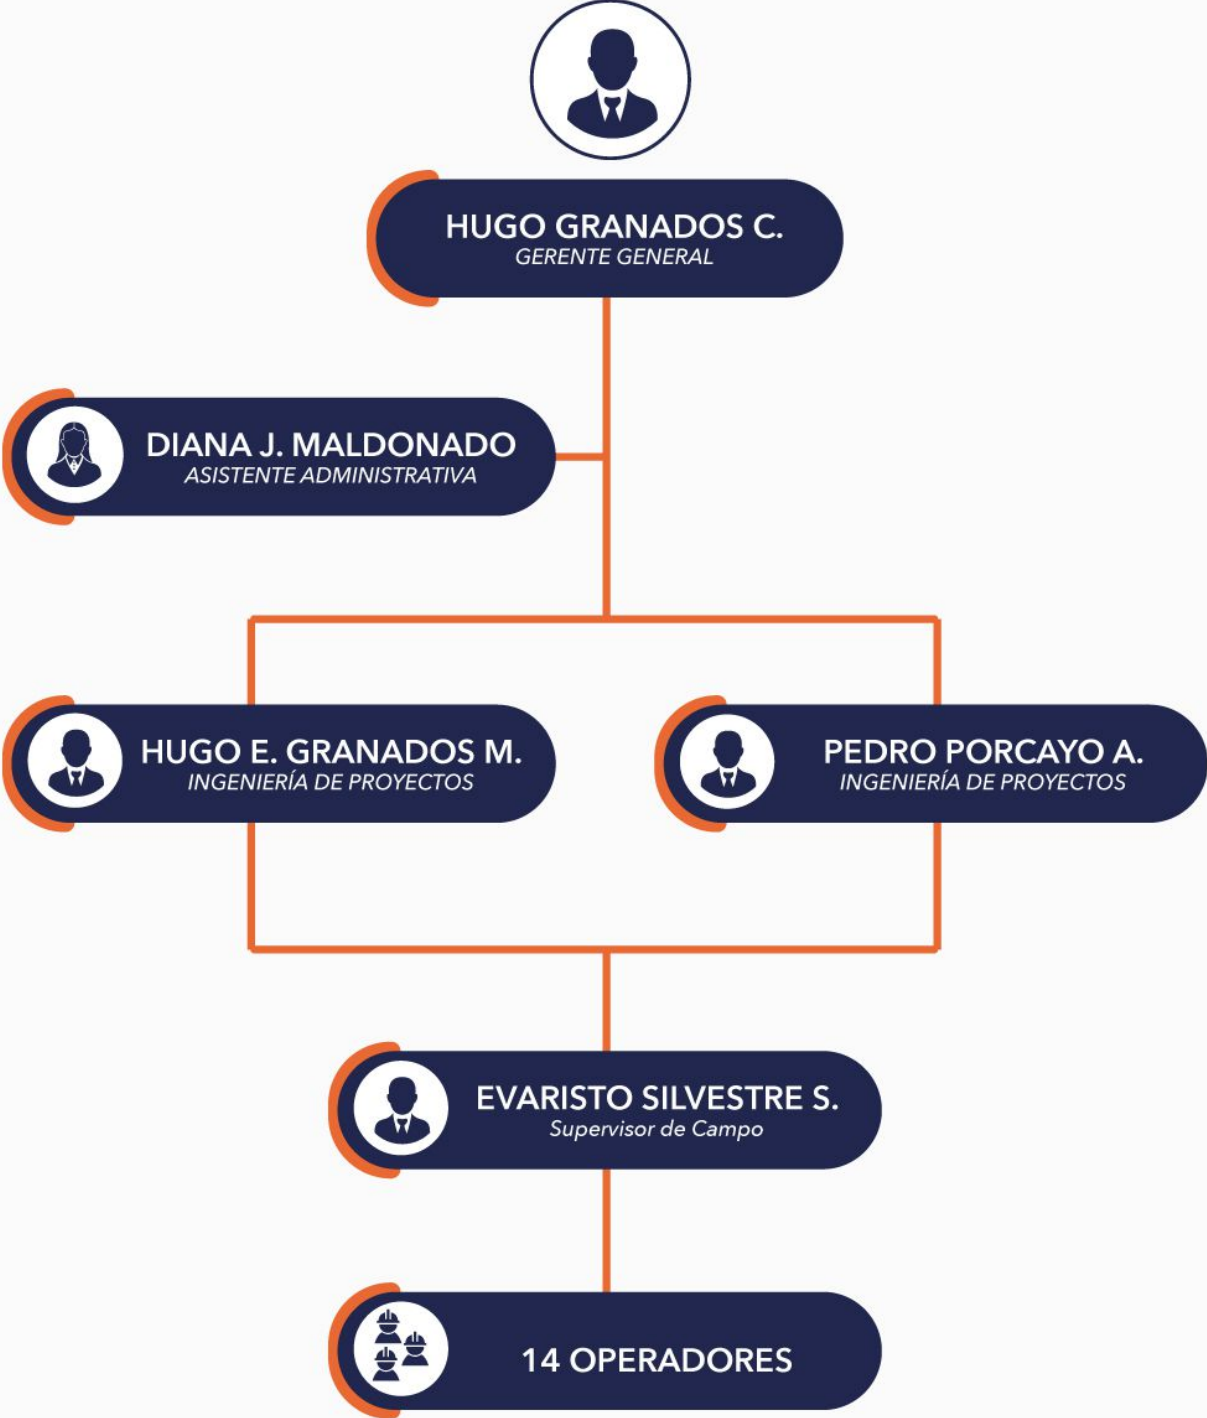 HUGO GRANADOS C.
GERENTE GENERAL
DIANA J. MALDONADO
ASISTENTE ADMINISTRATIVA
HUGO E. GRANADOS M.
INGENIERÍA DE PROYECTOS
PEDRO PORCAYO A.
INGENIERÍA DE PROYECTOS
EVARISTO SILVESTRE S.
Supervisor de Campo
14 OPERADORES